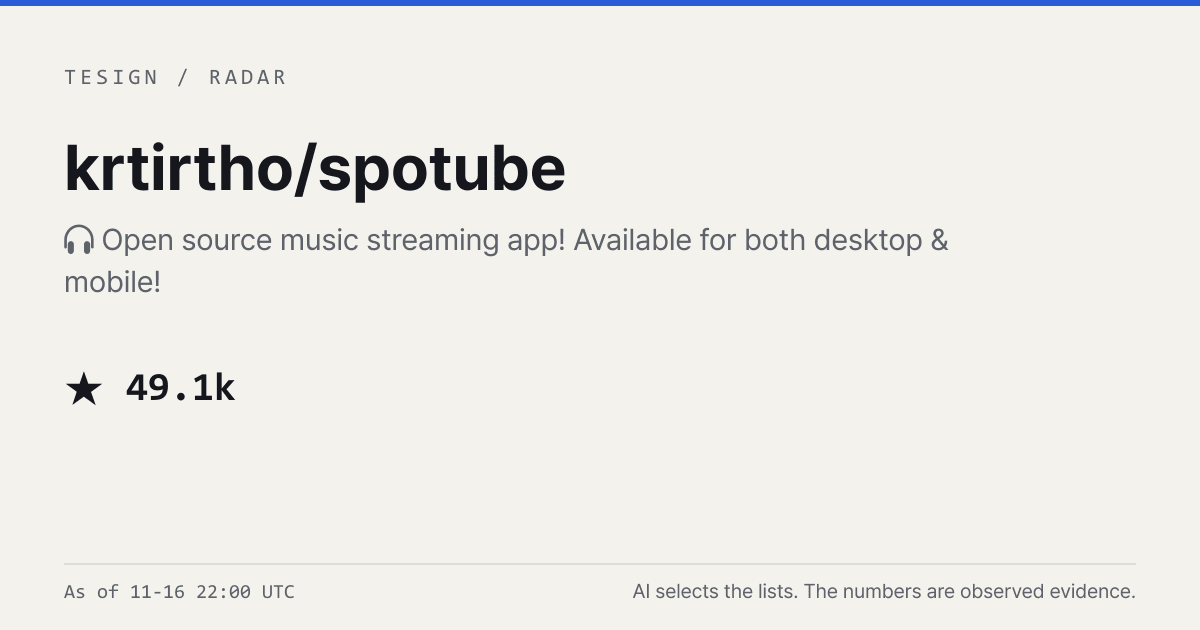 TESIGN / RADAR
krtirtho/spotube
🎧 Open source music streaming app! Available for both desktop &
mobile!
★ 49.1k
As of 11-16 22:00 UTC
AI selects the lists. The numbers are observed evidence.